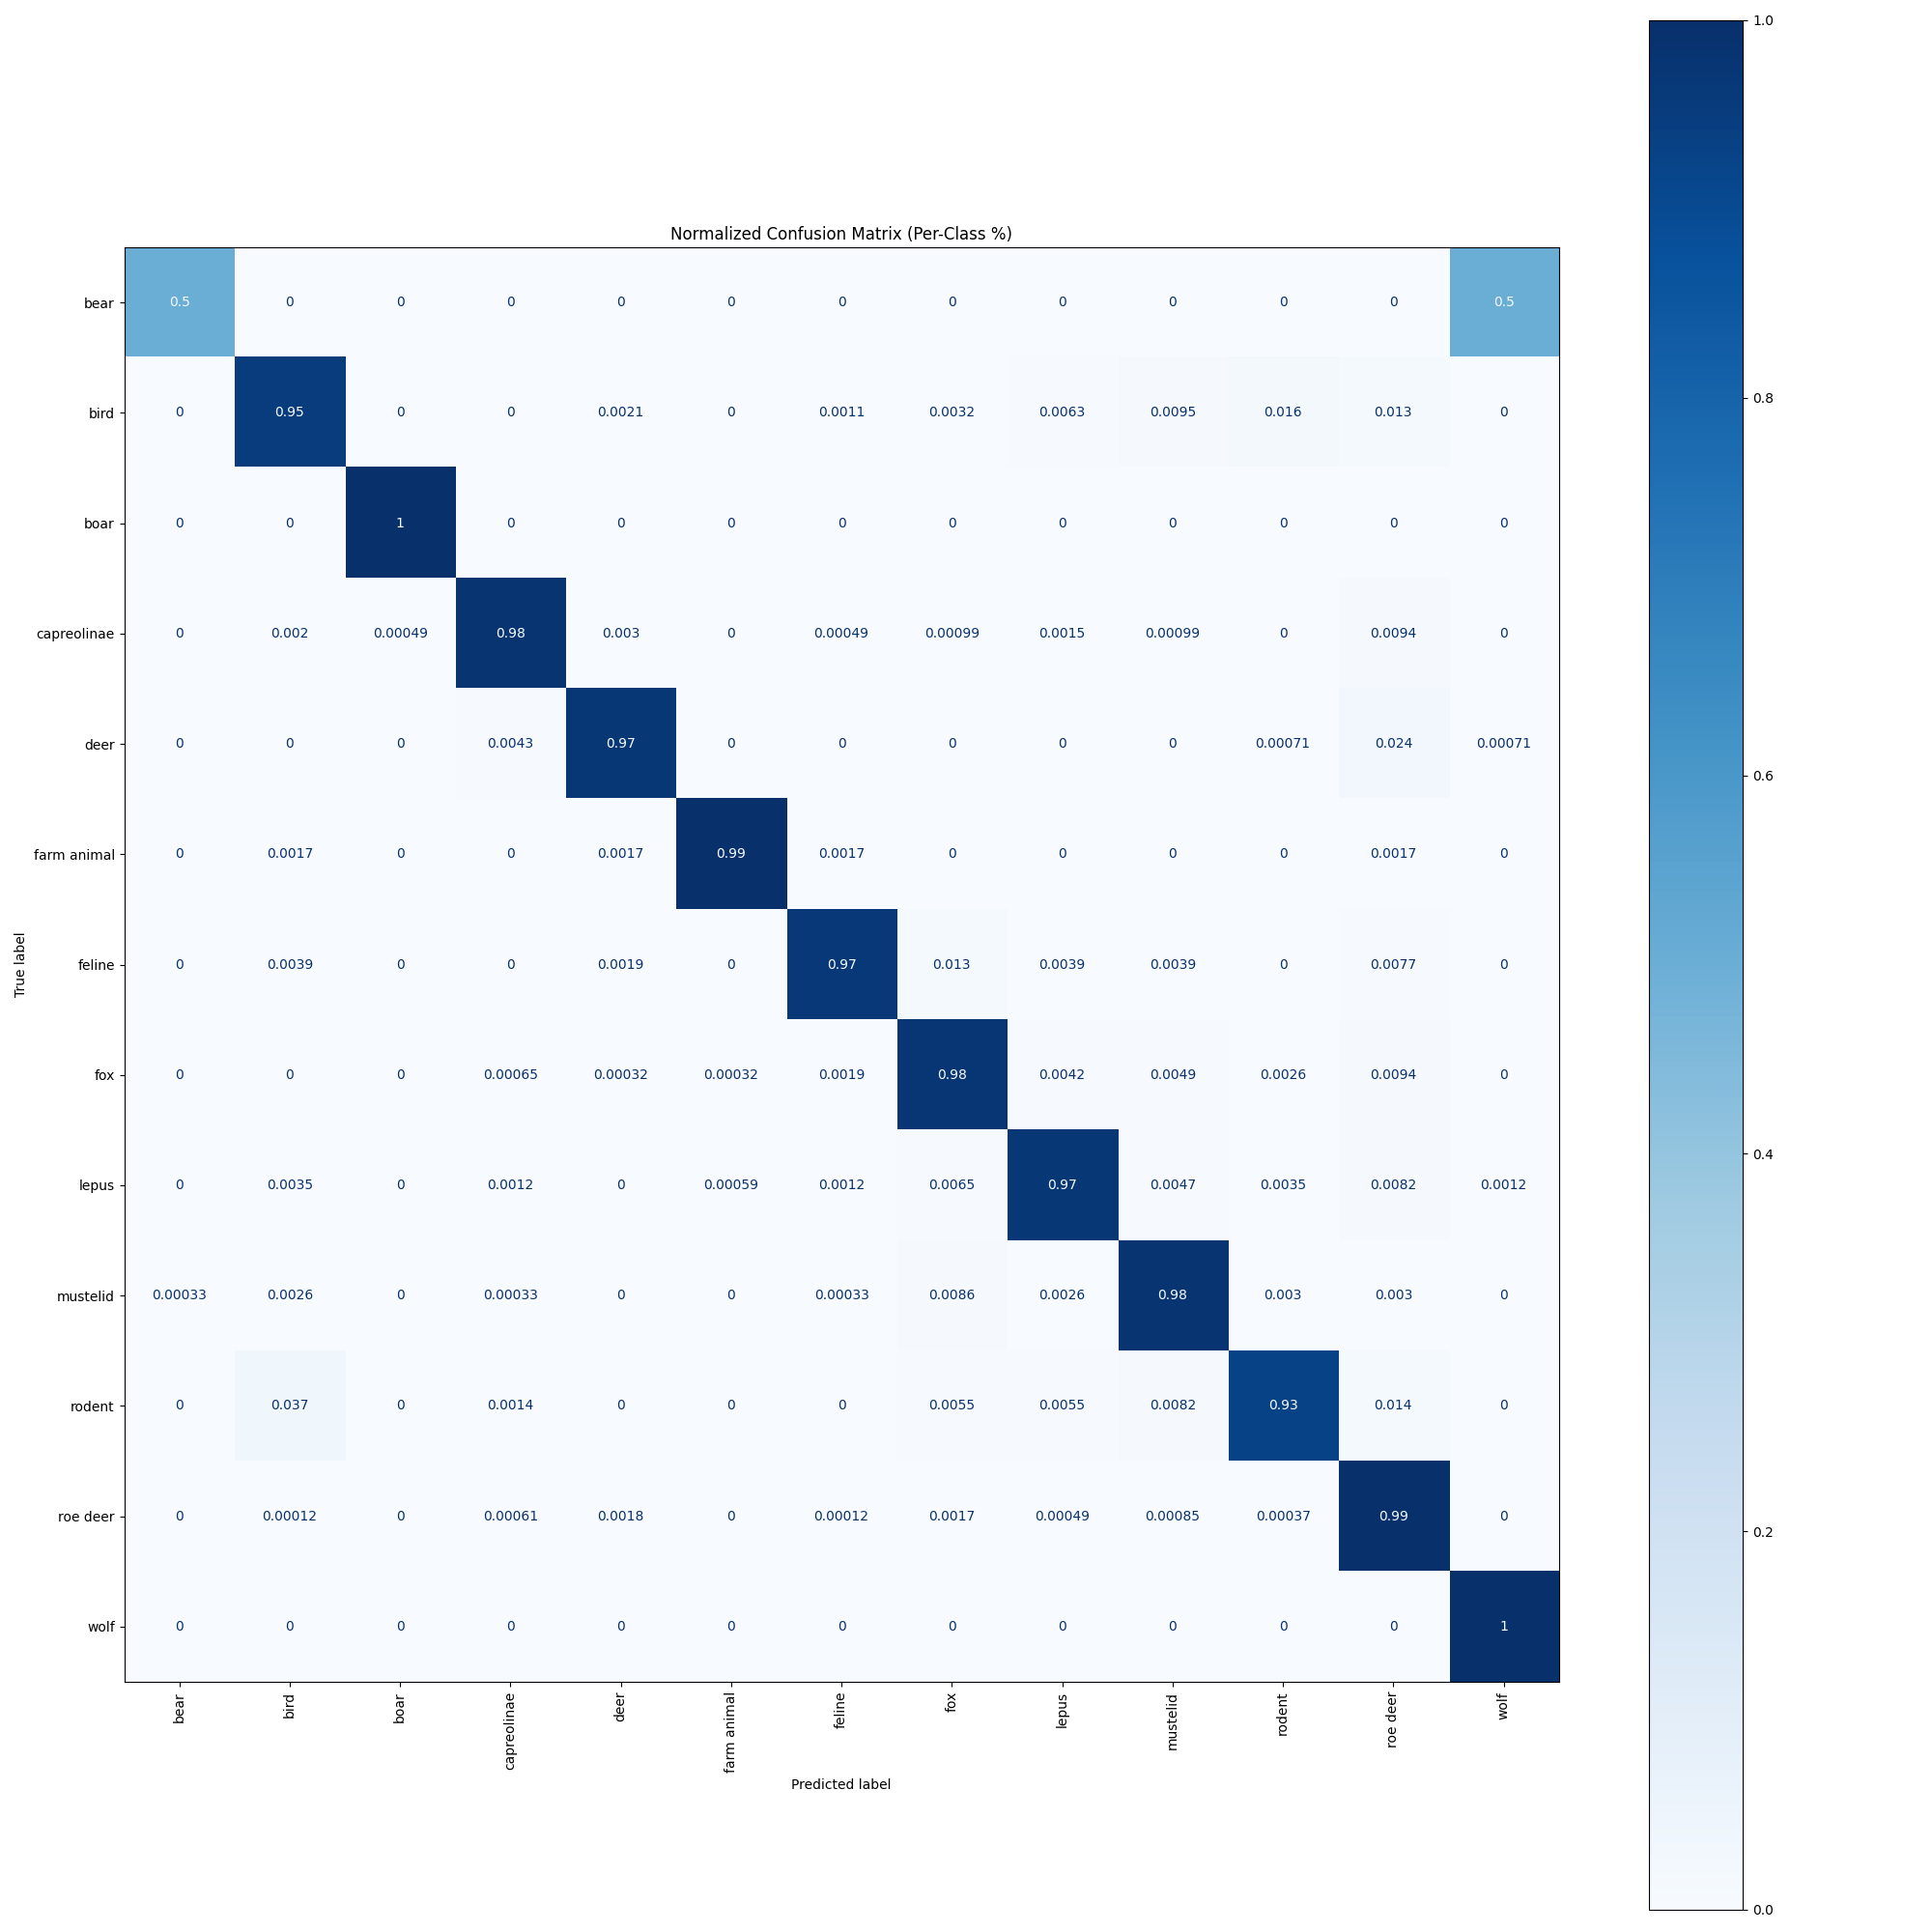 Normalized Confusion Matrix (Per-Class %)
bear 0.5 0 0 0 0 0 0 0 0 0 0 0 0.5
bird 0 0.95 0 0 0.0021 0 0.0011 0.0032 0.0063 0.0095 0.016 0.013 0
boar 0 0 1 0 0 0 0 0 0 0 0 0 0
capreolinae 0 0.002 0.00049 0.98 0.003 0 0.00049 0.00099 0.0015 0.00099 0 0.0094 0
deer 0 0 0 0.0043 0.97 0 0 0 0 0 0.00071 0.024 0.00071
farm animal 0 0.0017 0 0 0.0017 0.99 0.0017 0 0 0 0 0.0017 0
feline 0 0.0039 0 0 0.0019 0 0.97 0.013 0.0039 0.0039 0 0.0077 0
fox 0 0 0 0.00065 0.00032 0.00032 0.0019 0.98 0.0042 0.0049 0.0026 0.0094 0
lepus 0 0.0035 0 0.0012 0 0.00059 0.0012 0.0065 0.97 0.0047 0.0035 0.0082 0.0012
mustelid 0.00033 0.0026 0 0.00033 0 0 0.00033 0.0086 0.0026 0.98 0.003 0.003 0
rodent 0 0.037 0 0.0014 0 0 0 0.0055 0.0055 0.0082 0.93 0.014 0
roe deer 0 0.00012 0 0.00061 0.0018 0 0.00012 0.0017 0.00049 0.00085 0.00037 0.99 0
wolf 0 0 0 0 0 0 0 0 0 0 0 0 1
True label
bear bird boar capreolinae deer farm animal feline fox lepus mustelid rodent roe deer wolf
Predicted label
1.0
0.8
0.6
0.4
0.2
0.0